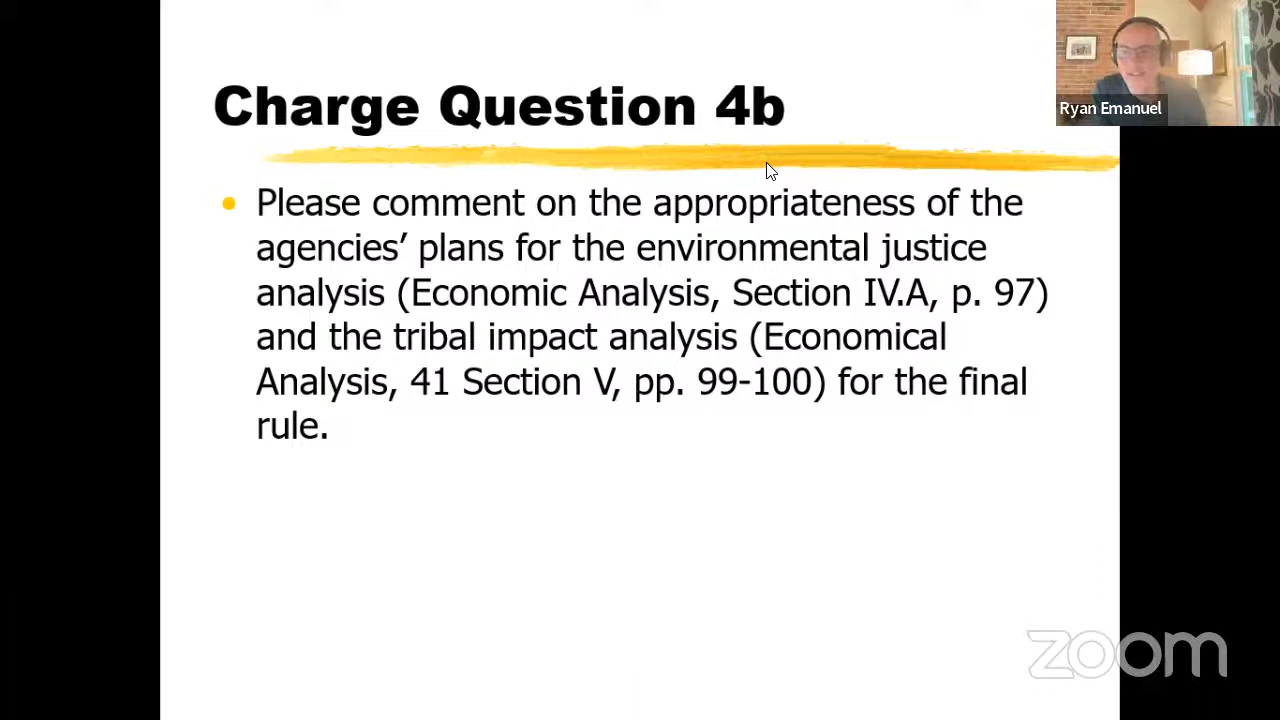 Charge Question 4b
Ryan Emanuel
• Please comment on the appropriateness of the
agencies’ plans for the environmental justice
analysis (Economic Analysis, Section IV.A, p. 97)
and the tribal impact analysis (Economical
Analysis, 41 Section V, pp. 99-100) for the final
rule.
zoom